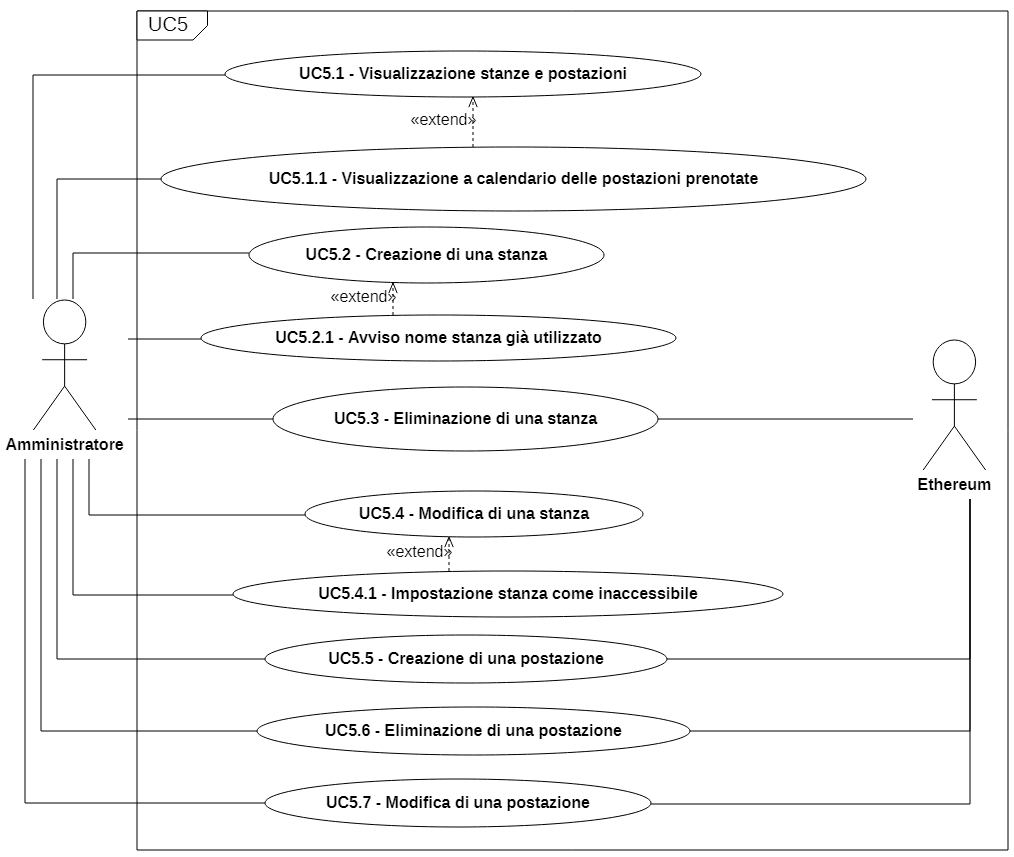 UC5
UC5.1 - Visualizzazione stanze e postazioni
«extend»
UC5.1.1 - Visualizzazione a calendario delle postazioni prenotate
UC5.2 - Creazione di una stanza
«extend»
UC5.2.1 - Avviso nome stanza già utilizzato
UC5.3 - Eliminazione di una stanza
Amministratore
Ethereum
UC5.4 - Modifica di una stanza
«extend»
UC5.4.1 - Impostazione stanza come inaccessibile
UC5.5 - Creazione di una postazione
UC5.6 - Eliminazione di una postazione
UC5.7 - Modifica di una postazione